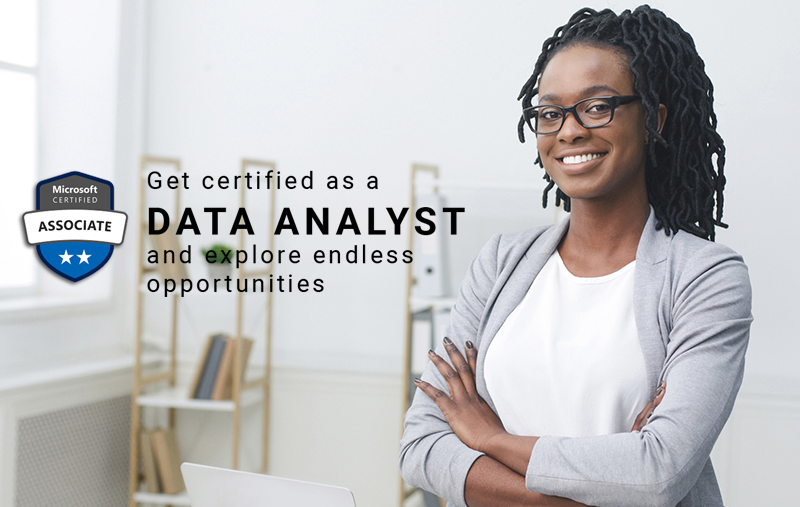 Microsoft
CERTIFIED
ASSOCIATE
Get certified as a
DATA ANALYST
and explore endless
opportunities